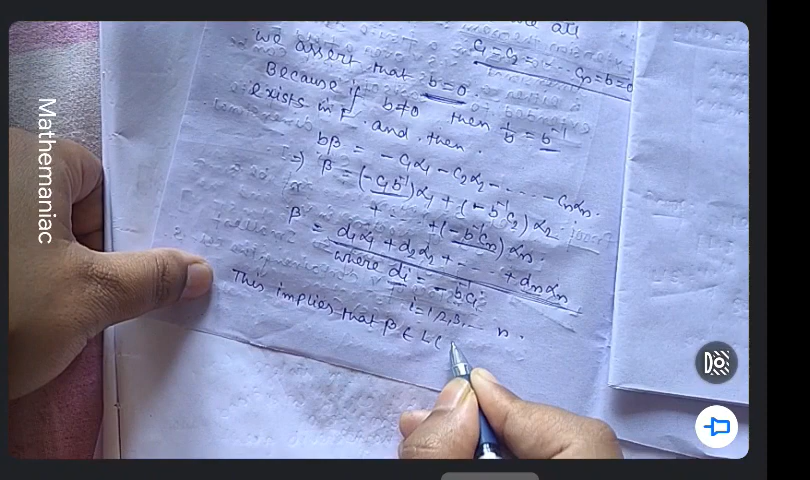 Mathemaniac
c₁ = c₂ = .... cₙ = b = 0
we assert that b = 0.
Because if b ≠ 0 then 1/b = b⁻¹
exists in F. and then.
bβ = -c₁α₁ - c₂α₂ - ..... - cₙαₙ.
⇒) β = (-c₁b⁻¹)α₁ + (-b⁻¹c₂) α₂
+ ... +(-b⁻¹cₙ) αₙ.
β = d₁α₁ + d₂α₂ + ... + dₙαₙ
where dᵢ = -b⁻¹cᵢ
i = 1, 2, 3, ... n.
This implies that β ∈ L(